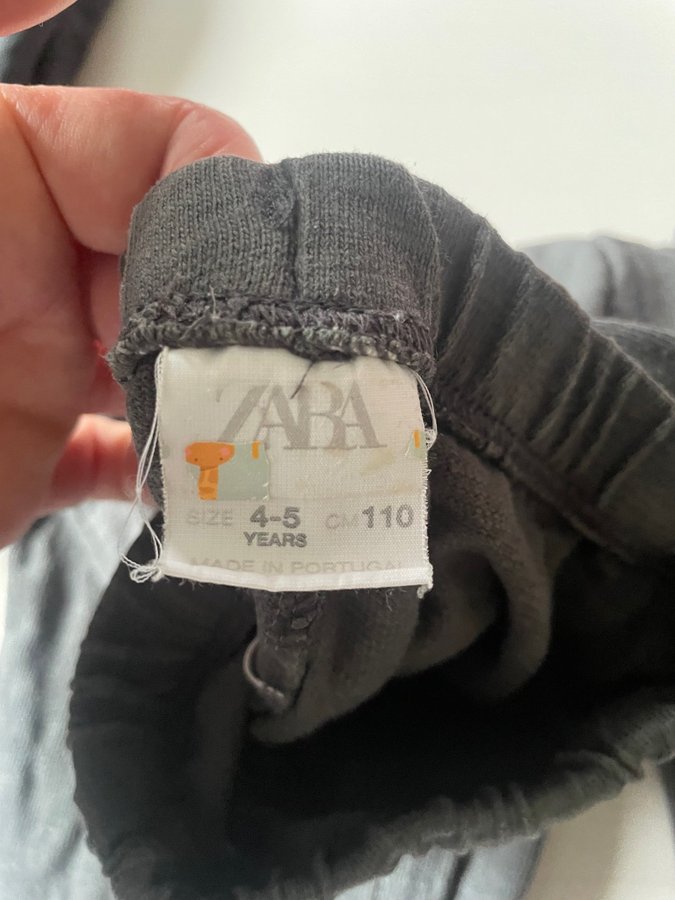 ZARA
SIZE 4-5 CM 110
YEARS
MADE IN PORTUGAL